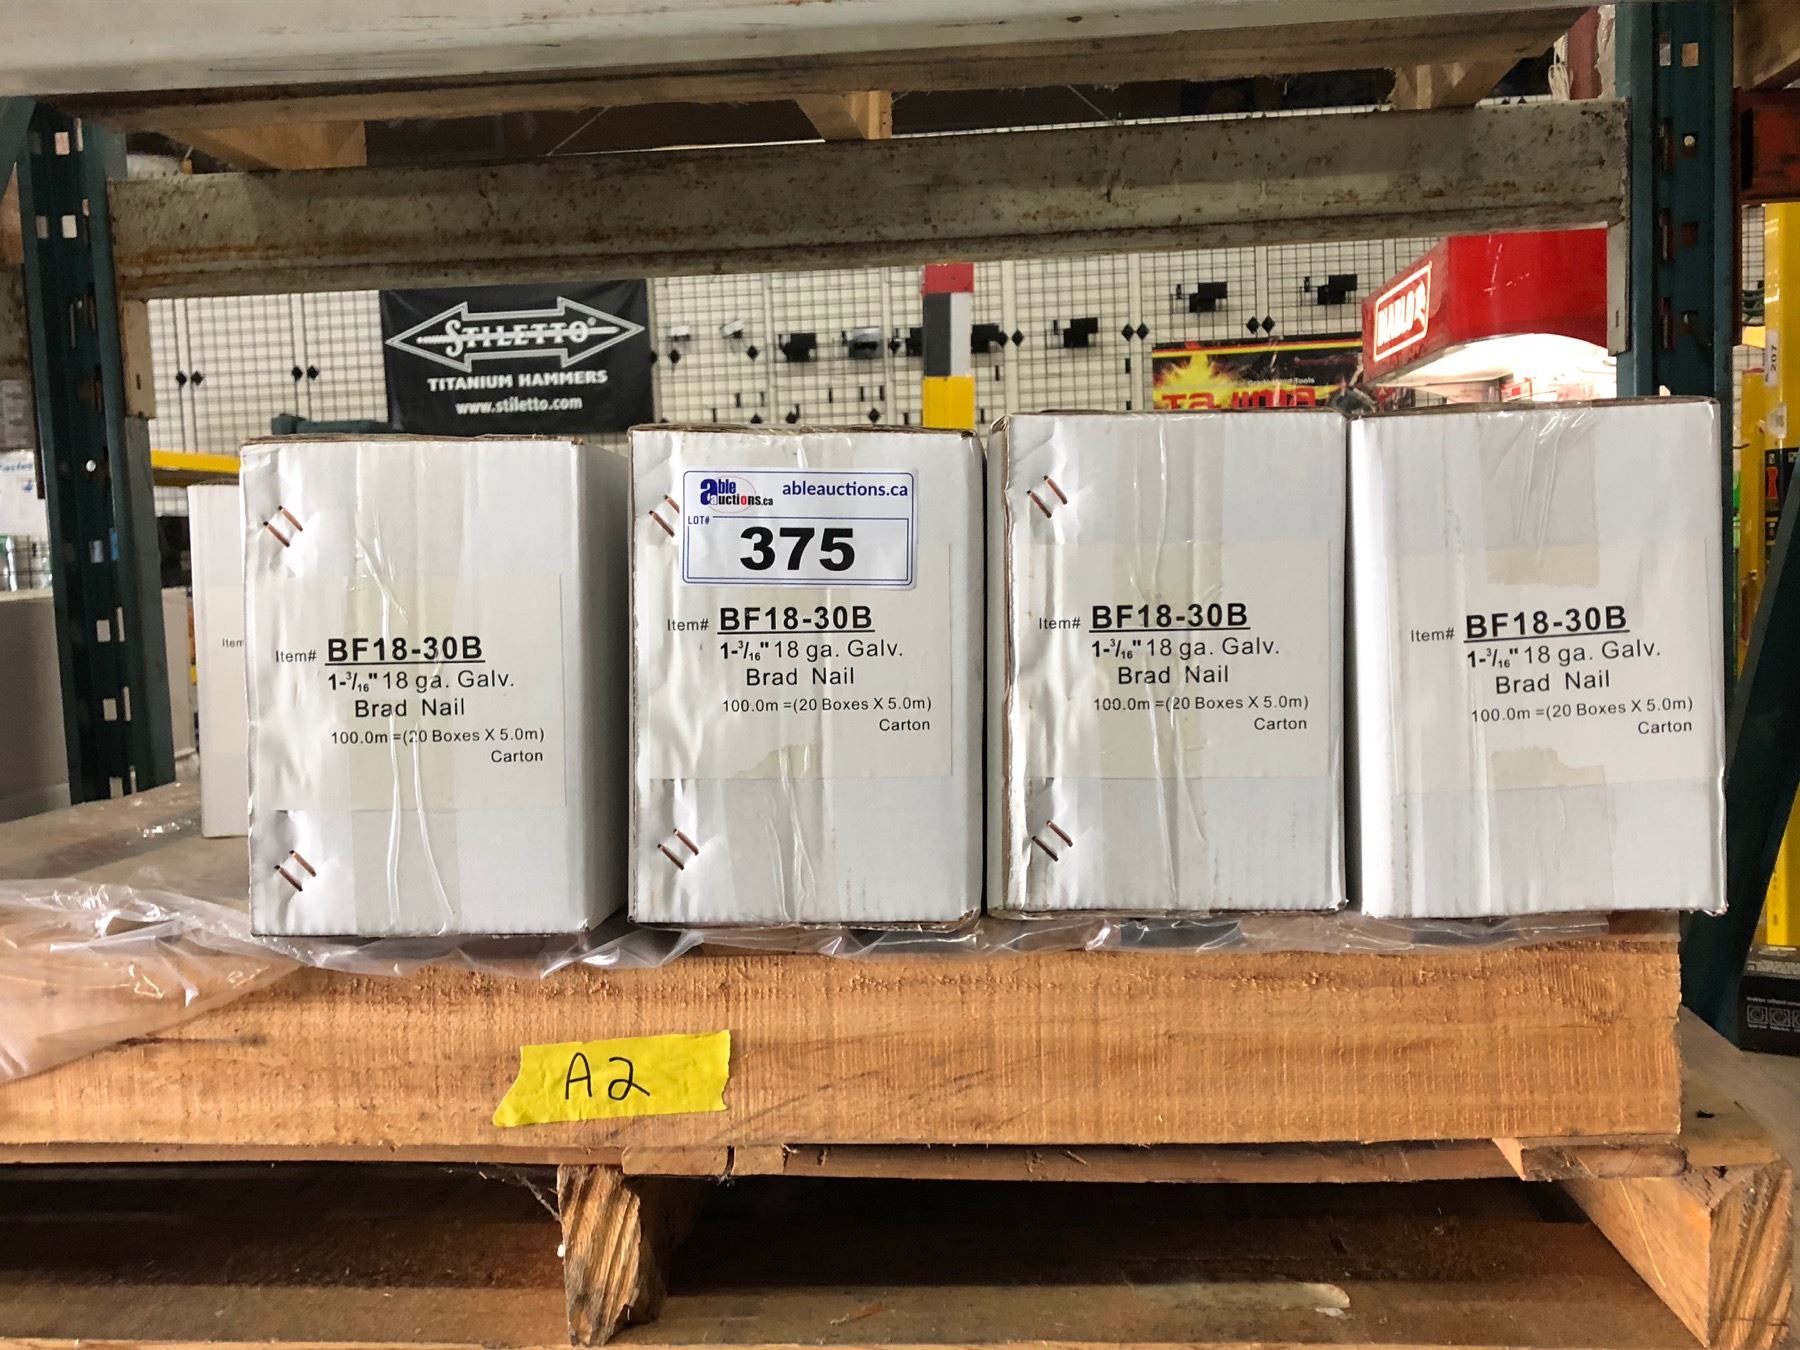 STILETTO®
TITANIUM HAMMERS
www.stiletto.com
DIABLO
TAJIMA
207
able auctions.ca
ableauctions.ca
LOT#
375
Item
Item# BF18-30B
1-3/16" 18 ga. Galv.
Brad Nail
100.0m =(20 Boxes X 5.0m)
Carton
Item# BF18-30B
1-3/16" 18 ga. Galv.
Brad Nail
100.0m =(20 Boxes X 5.0m)
Carton
Item# BF18-30B
1-3/16" 18 ga. Galv.
Brad Nail
100.0m =(20 Boxes X 5.0m)
Carton
Item# BF18-30B
1-3/16" 18 ga. Galv.
Brad Nail
100.0m =(20 Boxes X 5.0m)
Carton
A2